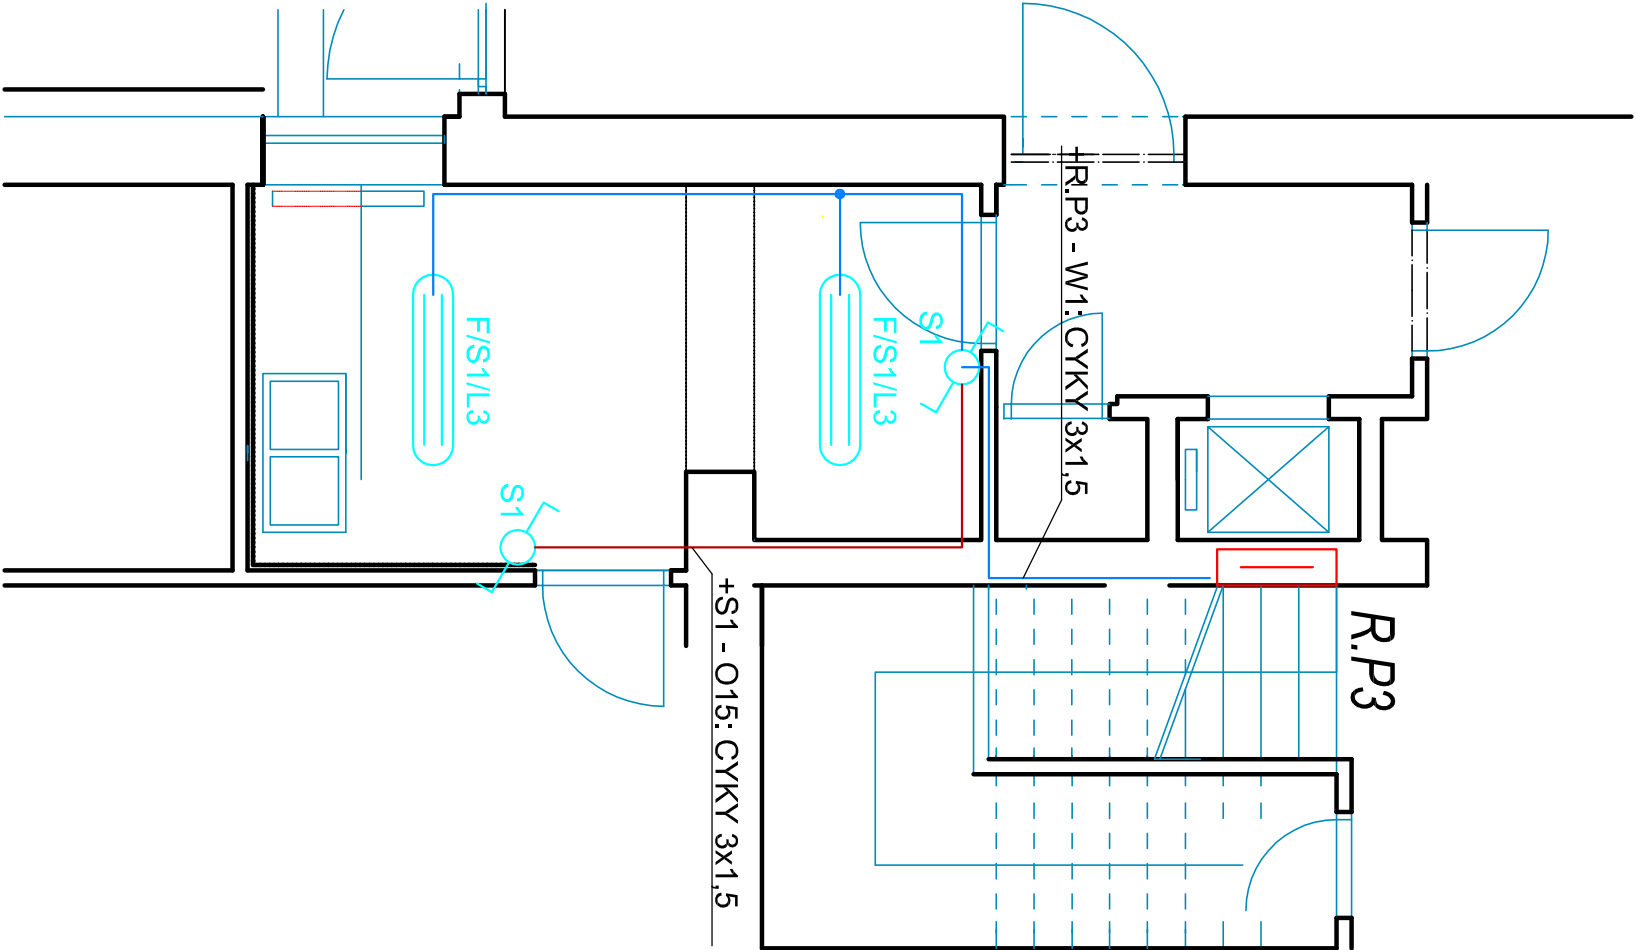 R.P3
+R.P3 - W1: CYKY 3x1,5
S1
F/S1/L3
+S1 - O15: CYKY 3x1,5
S1
F/S1/L3